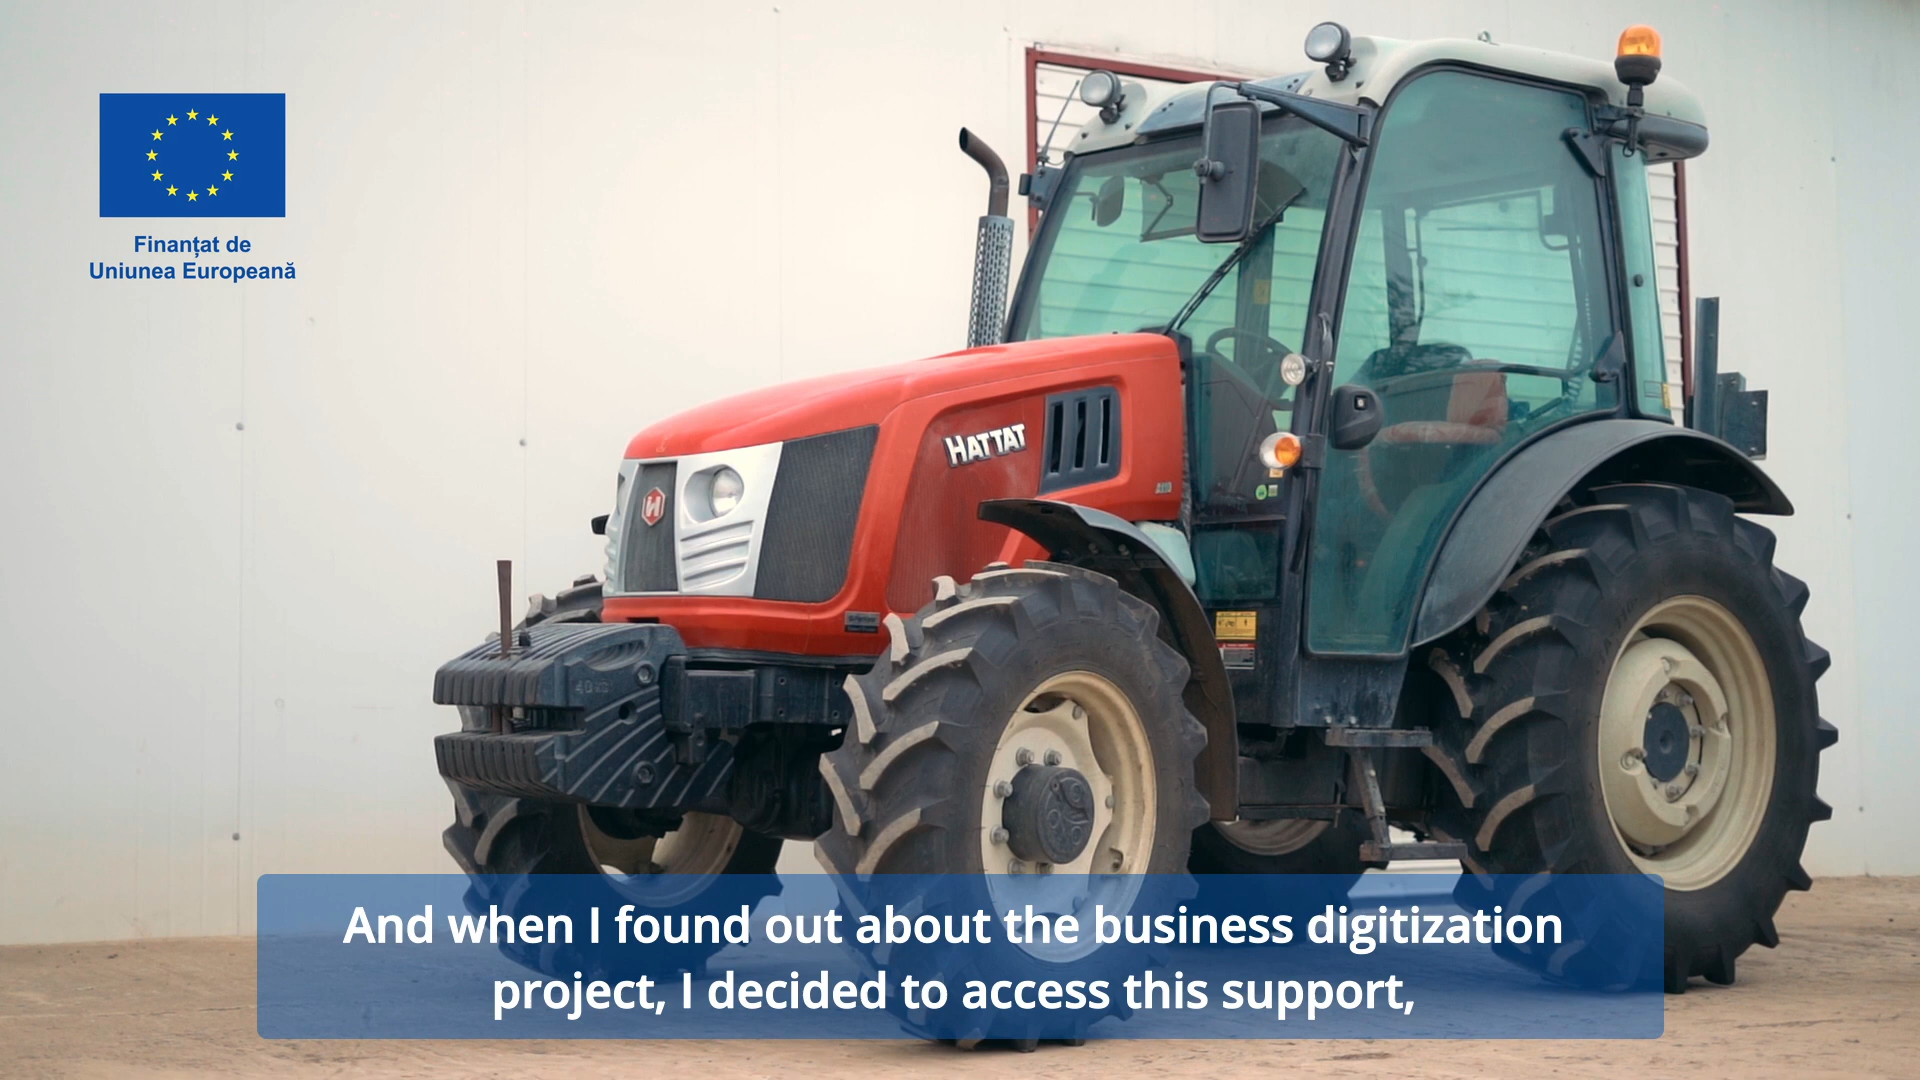 Finanțat de
Uniunea Europeană
HATTAT
And when I found out about the business digitization
project, I decided to access this support,